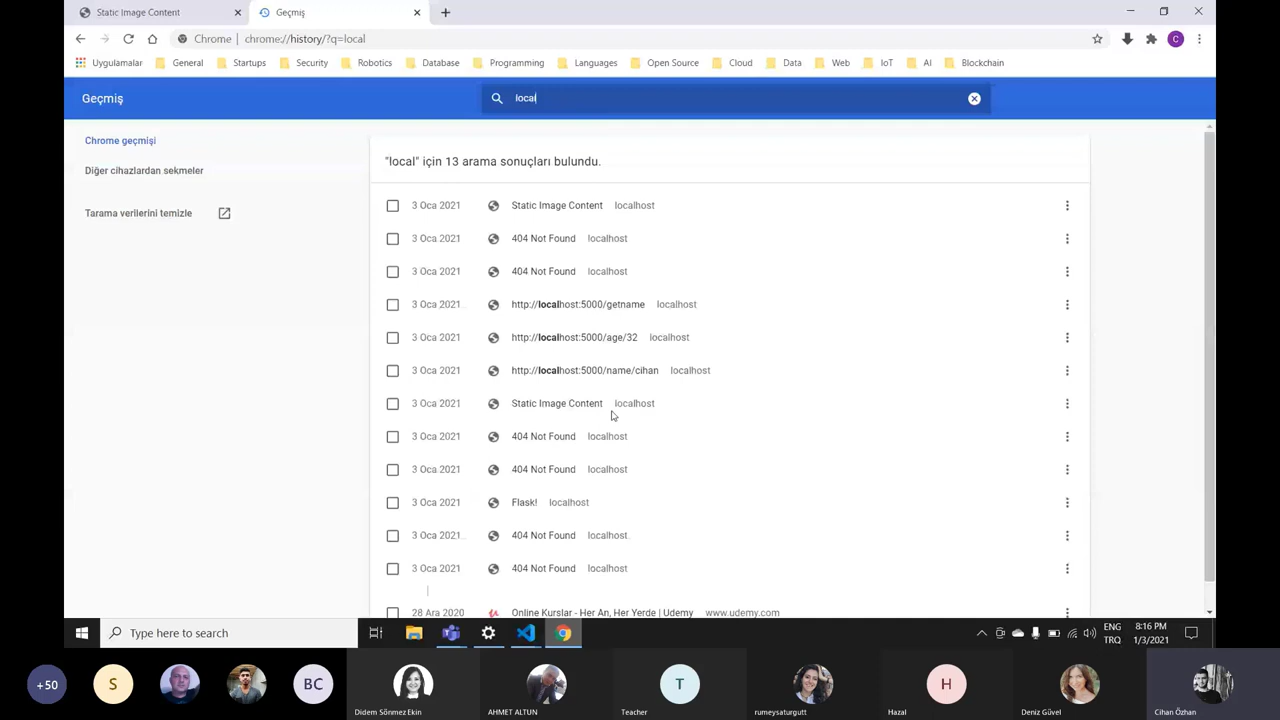 Static Image Content
Geçmiş
Chrome | chrome://history/?q=local
C
Uygulamalar General Startups Security Robotics Database Programming Languages Open Source Cloud Data Web IoT AI Blockchain
Geçmiş
local
Chrome geçmişi
Diğer cihazlardan sekmeler
Tarama verilerini temizle
"local" için 13 arama sonuçları bulundu.
3 Oca 2021 Static Image Content localhost
3 Oca 2021 404 Not Found localhost
3 Oca 2021 404 Not Found localhost
3 Oca 2021 http://localhost:5000/getname localhost
3 Oca 2021 http://localhost:5000/age/32 localhost
3 Oca 2021 http://localhost:5000/name/cihan localhost
3 Oca 2021 Static Image Content localhost
3 Oca 2021 404 Not Found localhost
3 Oca 2021 404 Not Found localhost
3 Oca 2021 Flask! localhost
3 Oca 2021 404 Not Found localhost
3 Oca 2021 404 Not Found localhost
28 Ara 2020 Online Kurslar - Her An, Her Yerde | Udemy www.udemy.com
Type here to search
ENG
TRQ
8:16 PM
1/3/2021
+50
S
BC
Didem Sönmez Ekin
AHMET ALTUN
T
Teacher
rumeysaturgutt
H
Hazal
Deniz Güvel
Cihan Özhan